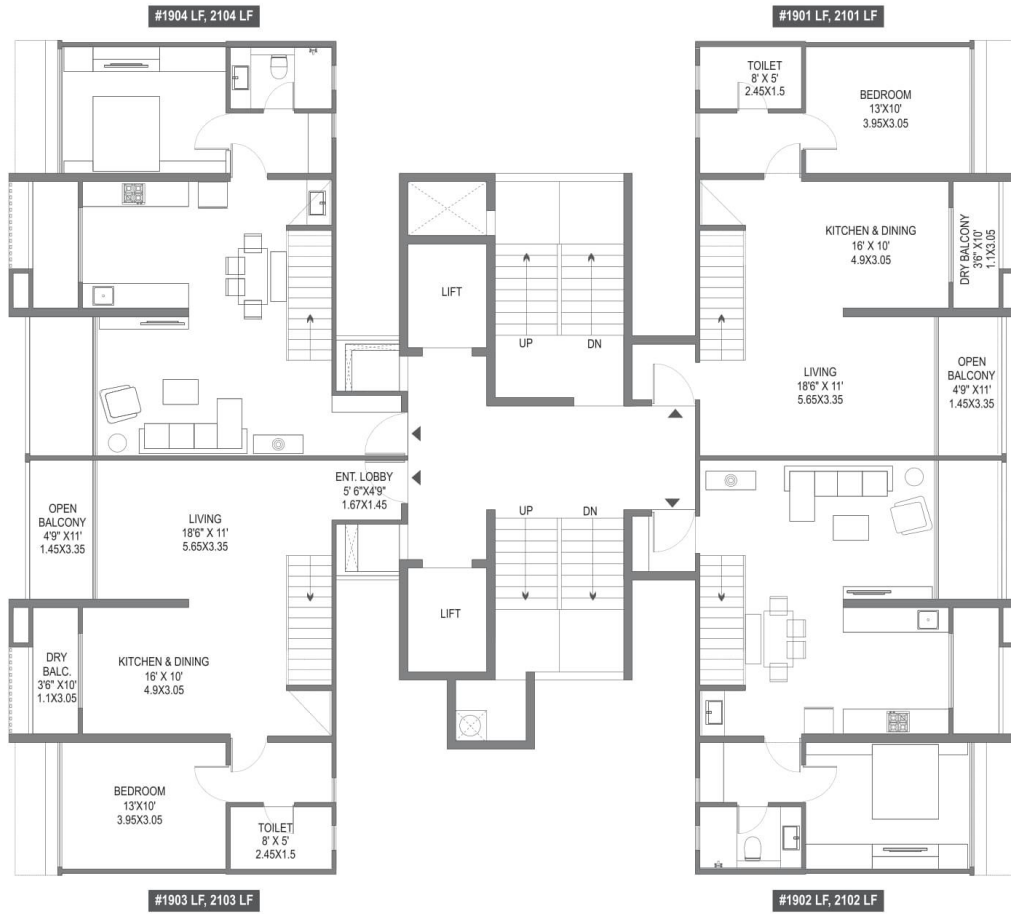 #1904 LF, 2104 LF
#1901 LF, 2101 LF
TOILET
8' X 5'
2.45X1.5
BEDROOM
13'X10'
3.95X3.05
KITCHEN & DINING
16' X 10'
4.9X3.05
DRY BALCONY
3'6" X10'
1.1X3.05
LIFT
UP
DN
LIVING
18'6" X 11'
5.65X3.35
OPEN
BALCONY
4'9" X11'
1.45X3.35
ENT. LOBBY
5' 6"X4'9"
1.67X1.45
OPEN
BALCONY
4'9" X11'
1.45X3.35
LIVING
18'6" X 11'
5.65X3.35
UP
DN
LIFT
DRY
BALC.
3'6" X10'
1.1X3.05
KITCHEN & DINING
16' X 10'
4.9X3.05
BEDROOM
13'X10'
3.95X3.05
TOILET
8' X 5'
2.45X1.5
#1903 LF, 2103 LF
#1902 LF, 2102 LF